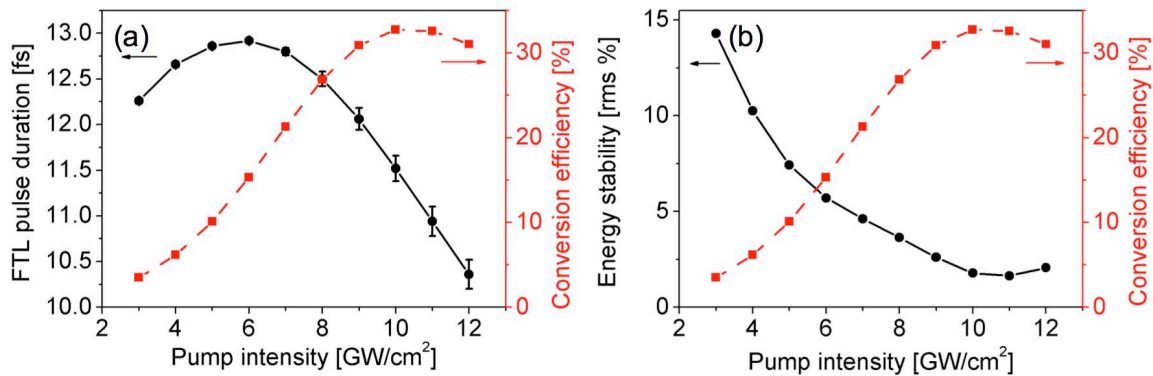 (a)
FTL pulse duration [fs]
13.0
12.5
12.0
11.5
11.0
10.5
10.0
2 4 6 8 10 12
Pump intensity [GW/cm²]
30
20
10
0
Conversion efficiency [%]
(b)
Energy stability [rms %]
15
10
5
0
2 4 6 8 10 12
Pump intensity [GW/cm²]
30
20
10
0
Conversion efficiency [%]